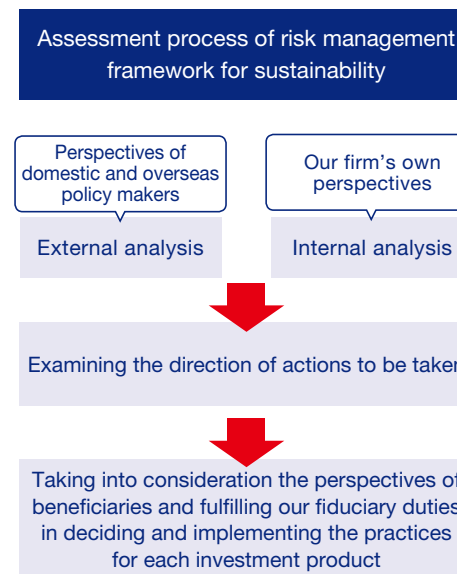 Assessment process of risk management
framework for sustainability
Perspectives of
domestic and overseas
policy makers
Our firm's own
perspectives
External analysis
Internal analysis
Examining the direction of actions to be taken
Taking into consideration the perspectives of
beneficiaries and fulfilling our fiduciary duties
in deciding and implementing the practices
for each investment product